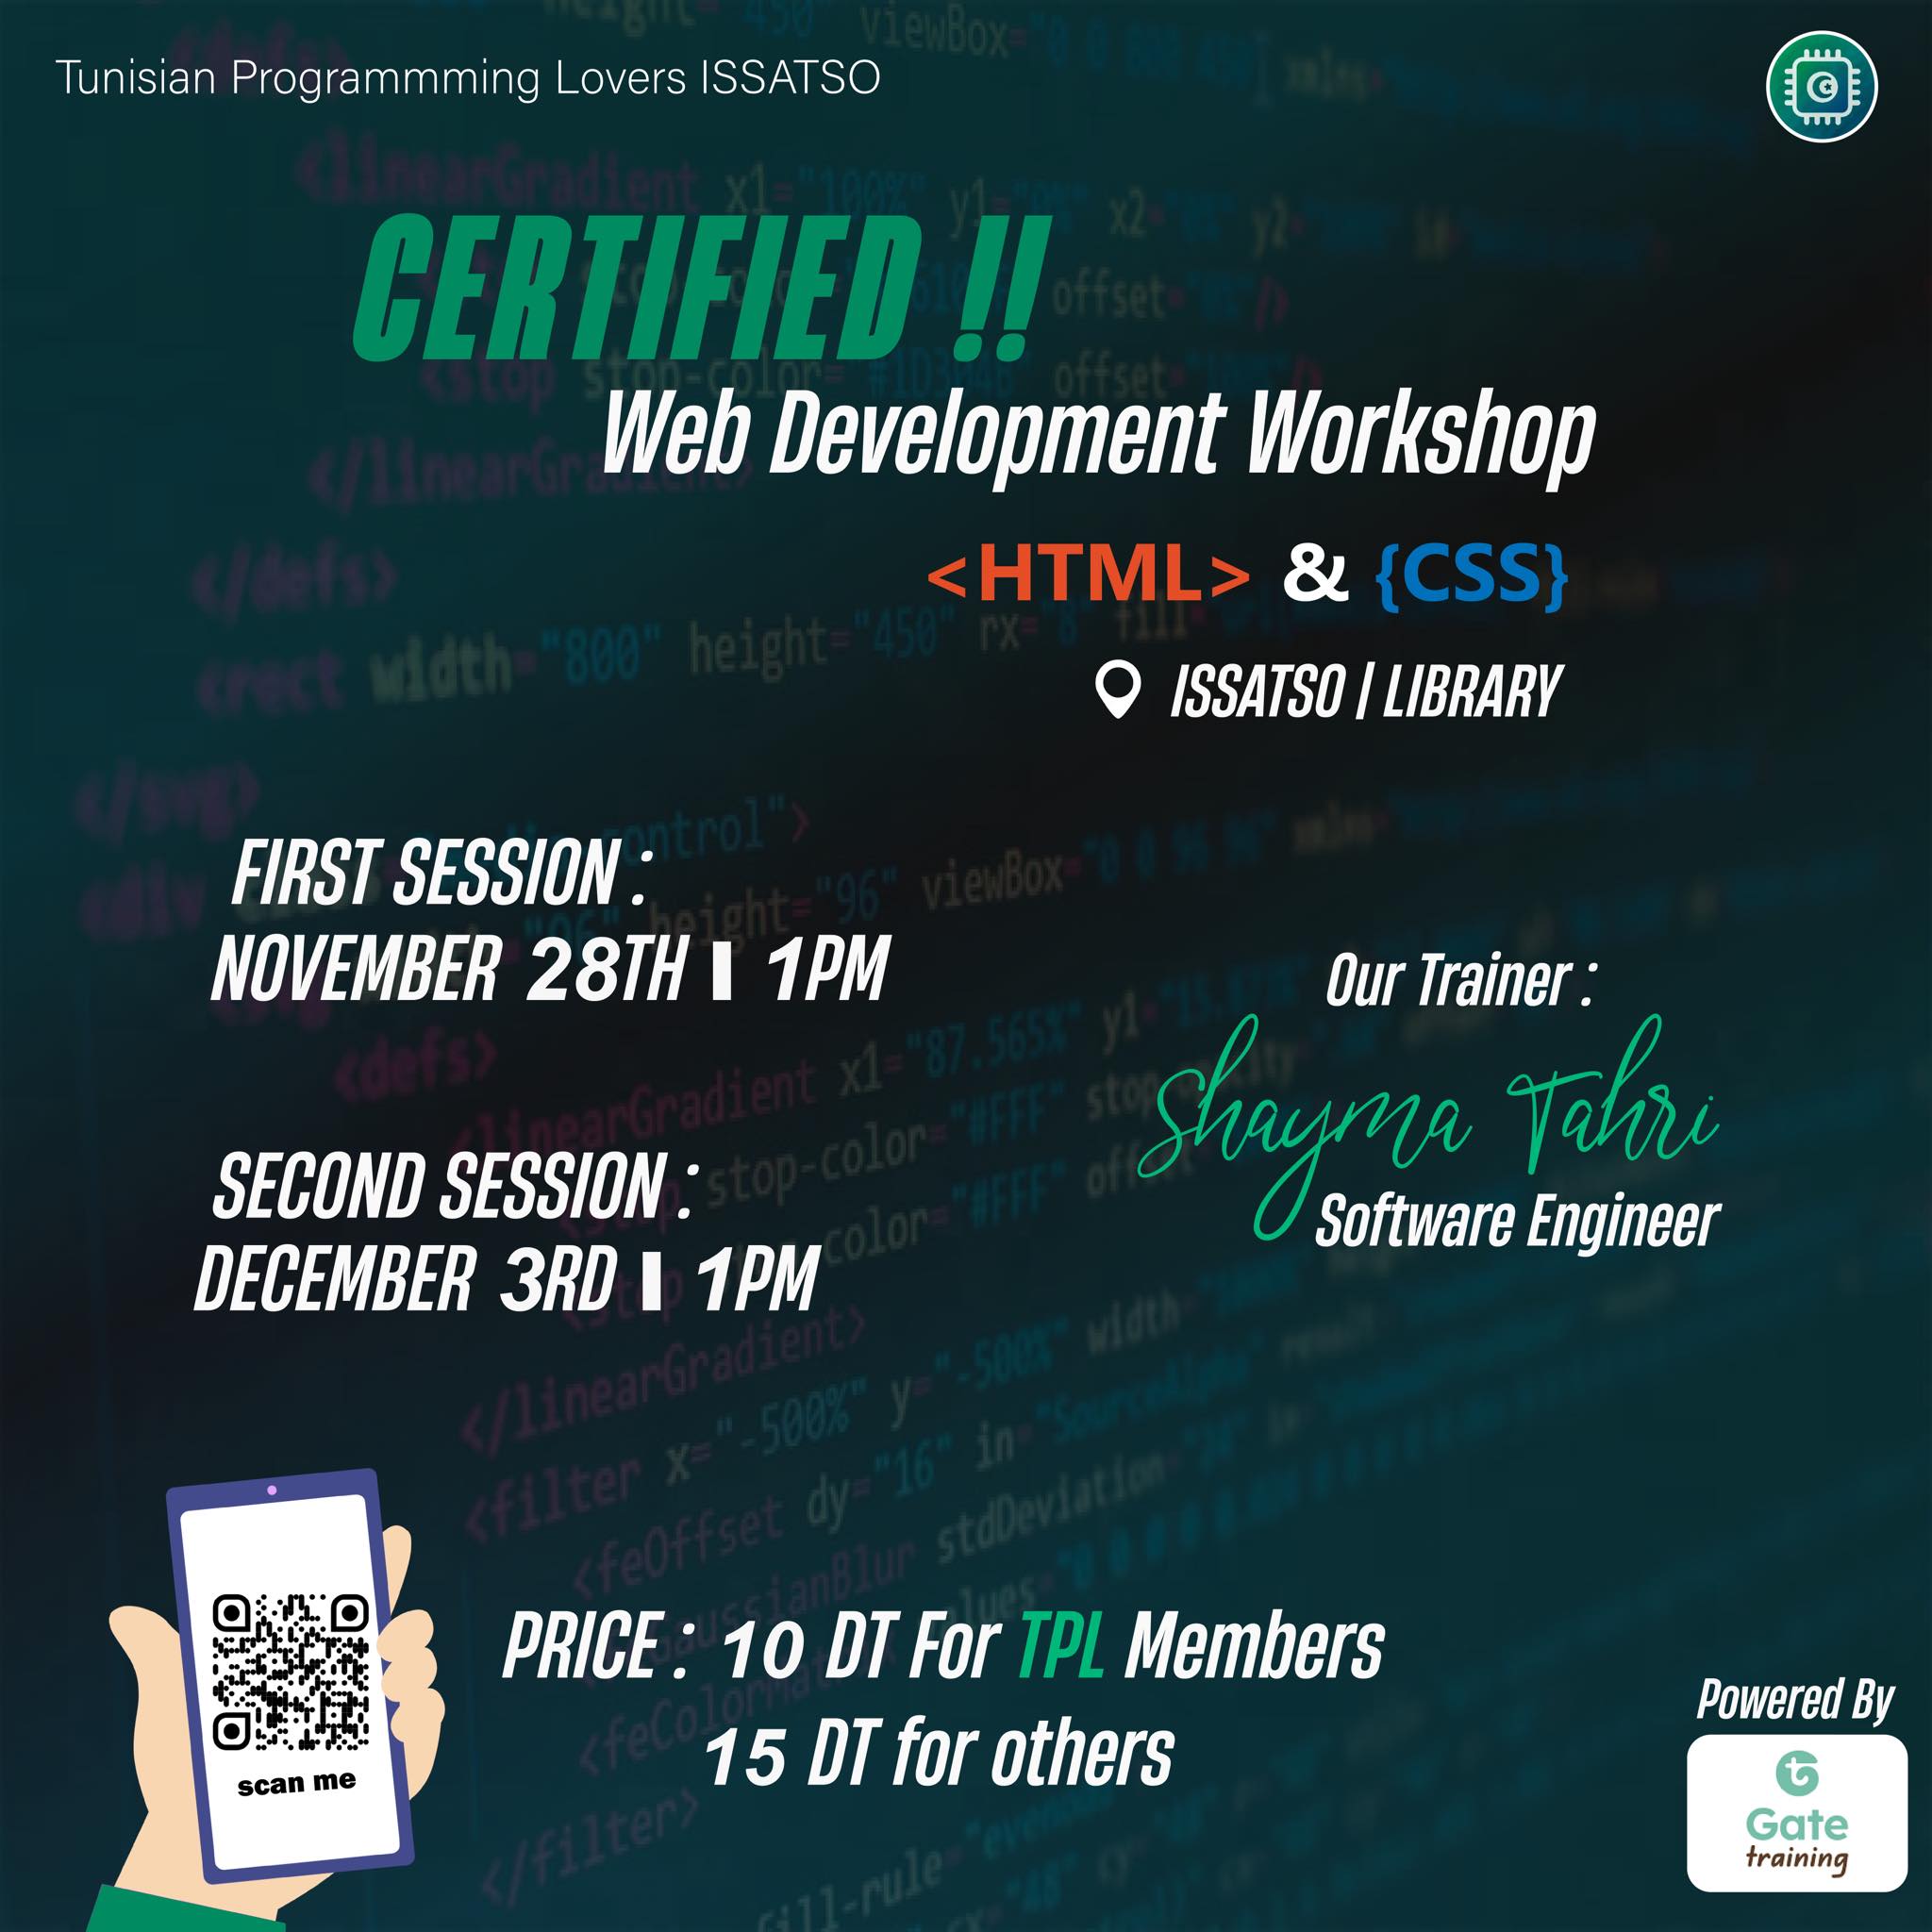 Tunisian Programmming Lovers ISSATSO
CERTIFIED !!
Web Development Workshop
<HTML> & {CSS}
ISSATSO | LIBRARY
FIRST SESSION :
NOVEMBER 28TH | 1PM
SECOND SESSION :
DECEMBER 3RD | 1PM
Our Trainer :
Shayma Tahri
Software Engineer
scan me
PRICE : 10 DT For TPL Members
15 DT for others
Powered By
Gate
training